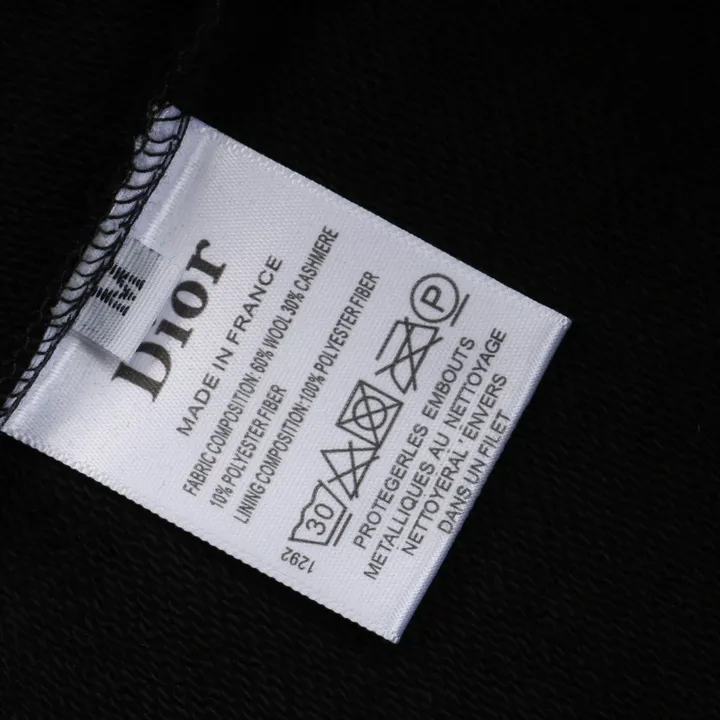 M
Dior
MADE IN FRANCE
FABRIC COMPOSITION: 60% WOOL 30% CASHMERE
10% POLYESTER FIBER
LINING COMPOSITION:100% POLYESTER FIBER
30 P
PROTEGERLES EMBOUTS
METALLIQUES AU NETTOYAGE
NETTOYERAL ENVERS
DANS UN FILET
1292